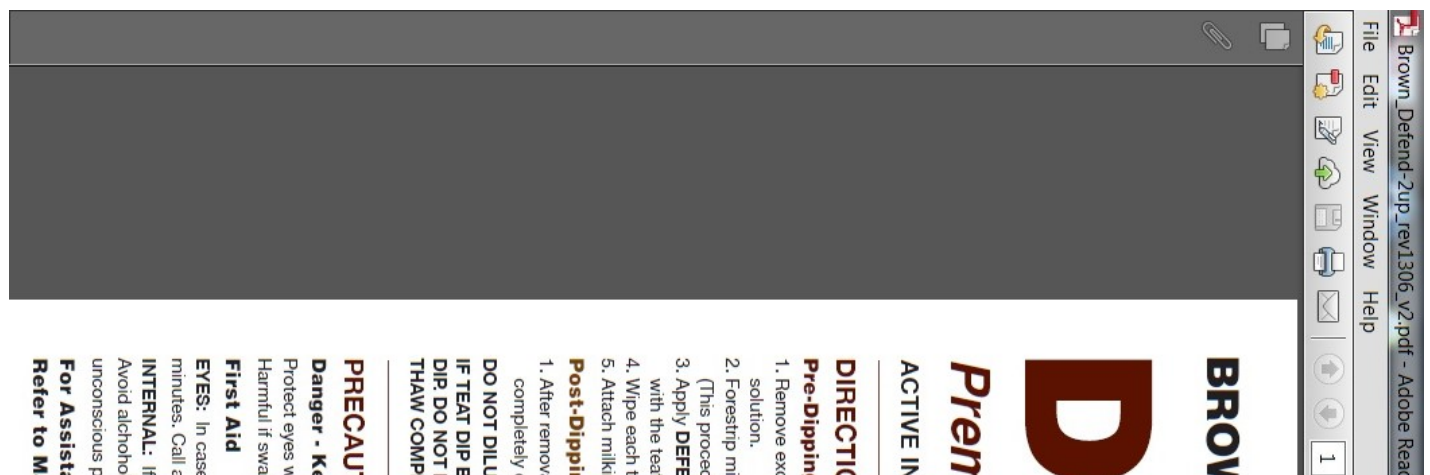 Brown_Defend-2up_rev1306_v2.pdf - Adobe Rea
File Edit View Window Help
1
BROW
D
Pren
ACTIVE IN
DIRECTIO
Pre-Dippin
1. Remove exc
solution.
2. Forestrip mi
(This proced
3. Apply DEFE
with the teat
4. Wipe each t
5. Attach milki
Post-Dippi
1. After remov
completely
DO NOT DILU
IF TEAT DIP E
DIP. DO NOT
THAW COMP
PRECAU
Danger - Ke
Protect eyes w
Harmful if swa
First Aid
EYES: In case
minutes. Call a
INTERNAL: If
Avoid alchoho
unconscious p
For Assista
Refer to M